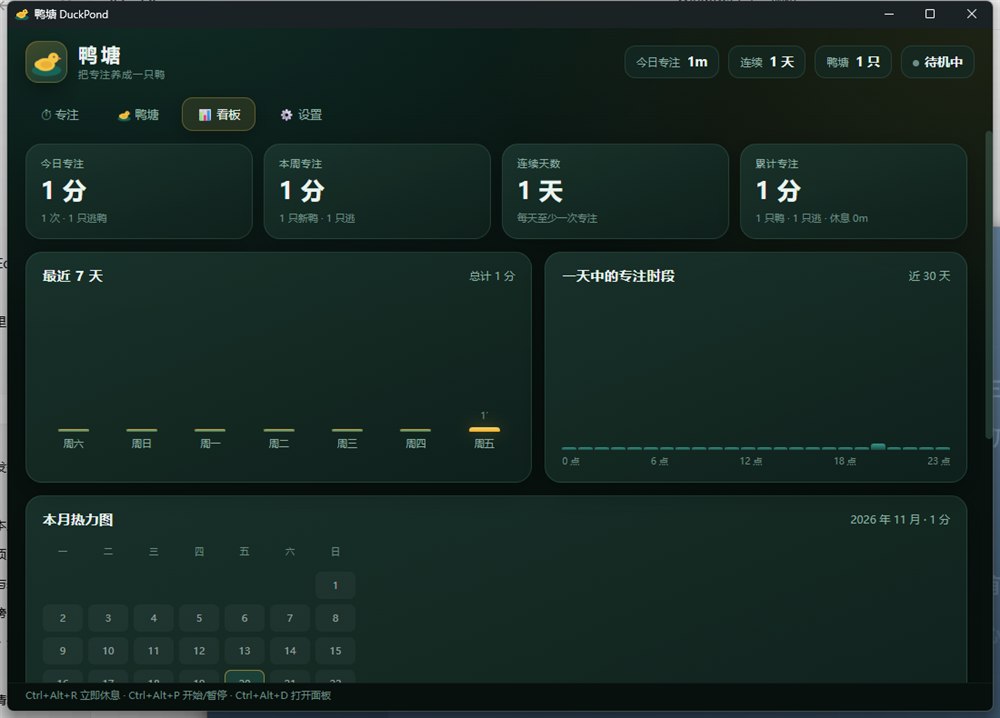 鸭塘 DuckPond
鸭塘
把专注养成一只鸭
今日专注 1m
连续 1 天
鸭塘 1 只
待机中
专注
鸭塘
看板
设置
今日专注
1 分
1 次 · 1 只逃鸭
本周专注
1 分
1 只新鸭 · 1 只逃
连续天数
1 天
每天至少一次专注
累计专注
1 分
1 只鸭 · 1 只逃 · 休息 0m
最近 7 天
总计 1 分
1′
周六 周日 周一 周二 周三 周四 周五
一天中的专注时段
近 30 天
0 点 6 点 12 点 18 点 23 点
本月热力图
2026 年 11 月 · 1 分
一 二 三 四 五 六 日
1
2 3 4 5 6 7 8
9 10 11 12 13 14 15
16 17 18 19 20 21 22
Ctrl+Alt+R 立即休息 · Ctrl+Alt+P 开始/暂停 · Ctrl+Alt+D 打开面板